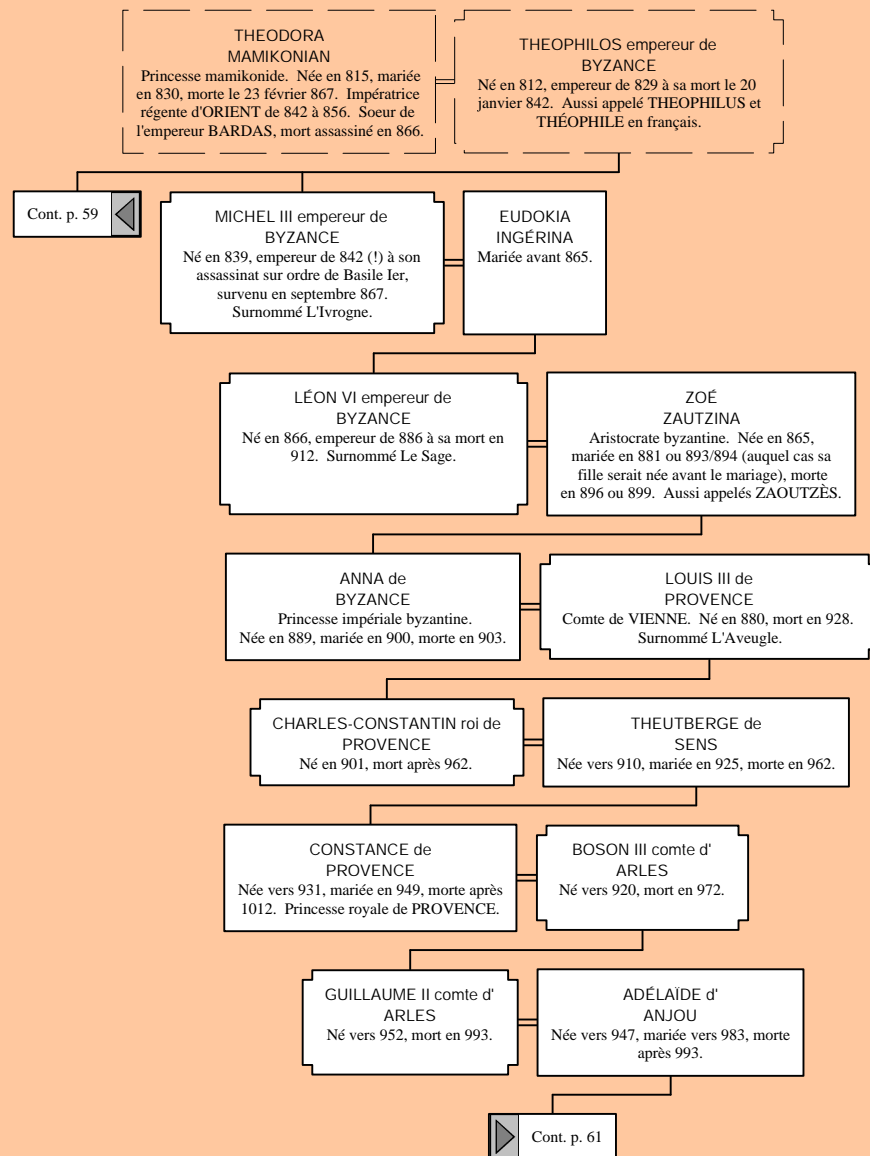 THEODORA
MAMIKONIAN
Princesse mamikonide. Née en 815, mariée
en 830, morte le 23 février 867. Impératrice
régente d'ORIENT de 842 à 856. Soeur de
l'empereur BARDAS, mort assassiné en 866.
THEOPHILOS empereur de
BYZANCE
Né en 812, empereur de 829 à sa mort le 20
janvier 842. Aussi appelé THEOPHILUS et
THÉOPHILE en français.
Cont. p. 59
MICHEL III empereur de
BYZANCE
Né en 839, empereur de 842 (!) à son
assassinat sur ordre de Basile Ier,
survenu en septembre 867.
Surnommé L'Ivrogne.
EUDOKIA
INGÉRINA
Mariée avant 865.
LÉON VI empereur de
BYZANCE
Né en 866, empereur de 886 à sa mort en
912. Surnommé Le Sage.
ZOÉ
ZAUTZINA
Aristocrate byzantine. Née en 865,
mariée en 881 ou 893/894 (auquel cas sa
fille serait née avant le mariage), morte
en 896 ou 899. Aussi appelés ZAOUTZÈS.
ANNA de
BYZANCE
Princesse impériale byzantine.
Née en 889, mariée en 900, morte en 903.
LOUIS III de
PROVENCE
Comte de VIENNE. Né en 880, mort en 928.
Surnommé L'Aveugle.
CHARLES-CONSTANTIN roi de
PROVENCE
Né en 901, mort après 962.
THEUTBERGE de
SENS
Née vers 910, mariée en 925, morte en 962.
CONSTANCE de
PROVENCE
Née vers 931, mariée en 949, morte après
1012. Princesse royale de PROVENCE.
BOSON III comte d'
ARLES
Né vers 920, mort en 972.
GUILLAUME II comte d'
ARLES
Né vers 952, mort en 993.
ADÉLAÏDE d'
ANJOU
Née vers 947, mariée vers 983, morte
après 993.
Cont. p. 61